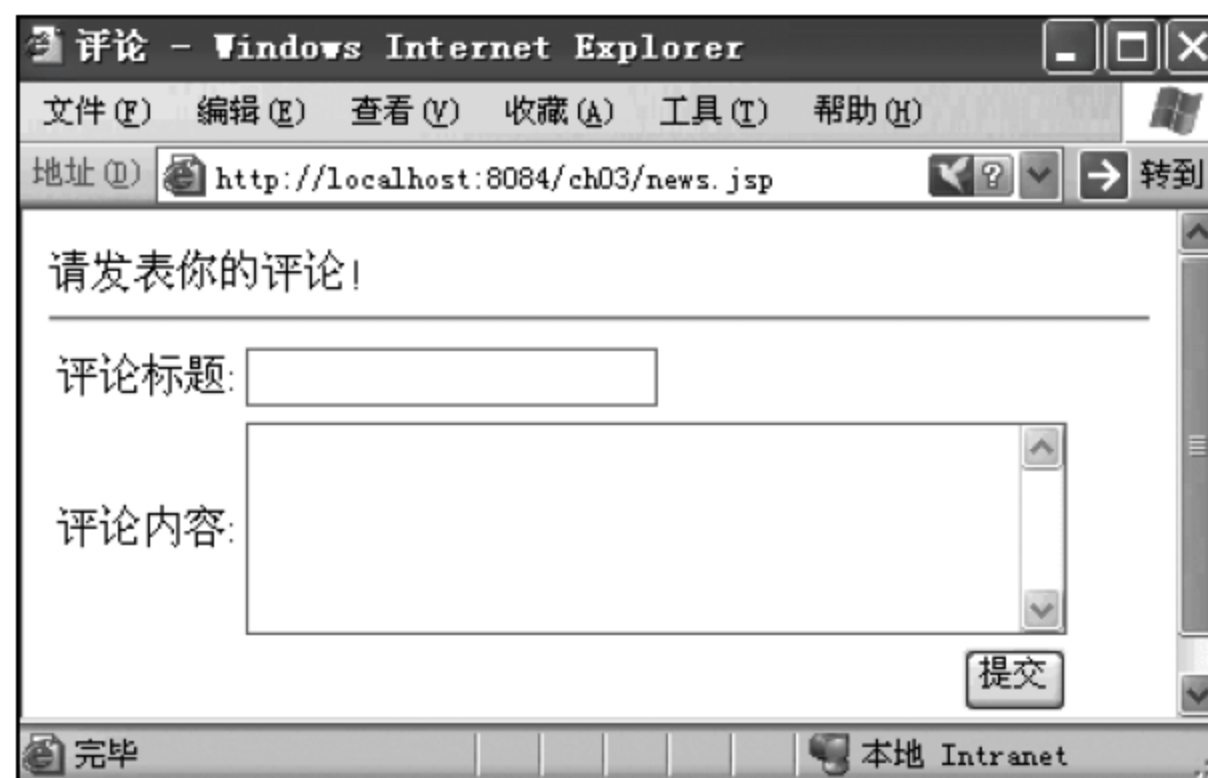 评论 - Windows Internet Explorer
文件(F) 编辑(E) 查看(V) 收藏(A) 工具(T) 帮助(H)
地址(D) http://localhost:8084/ch03/news.jsp 转到
请发表你的评论!
评论标题:
评论内容:
提交
完毕 本地 Intranet